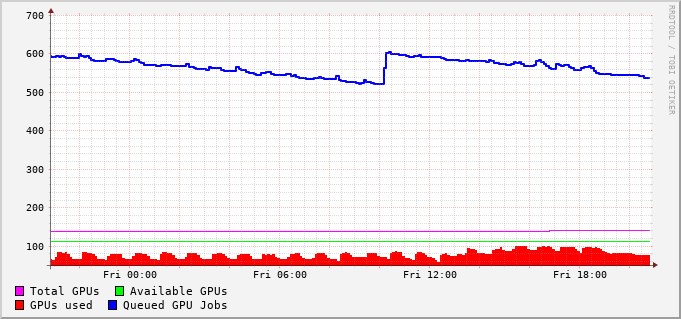 700
600
500
400
300
200
100
Fri 00:00 Fri 06:00 Fri 12:00 Fri 18:00
Total GPUs Available GPUs
GPUs used Queued GPU Jobs
RRDTOOL / TOBI OETIKER